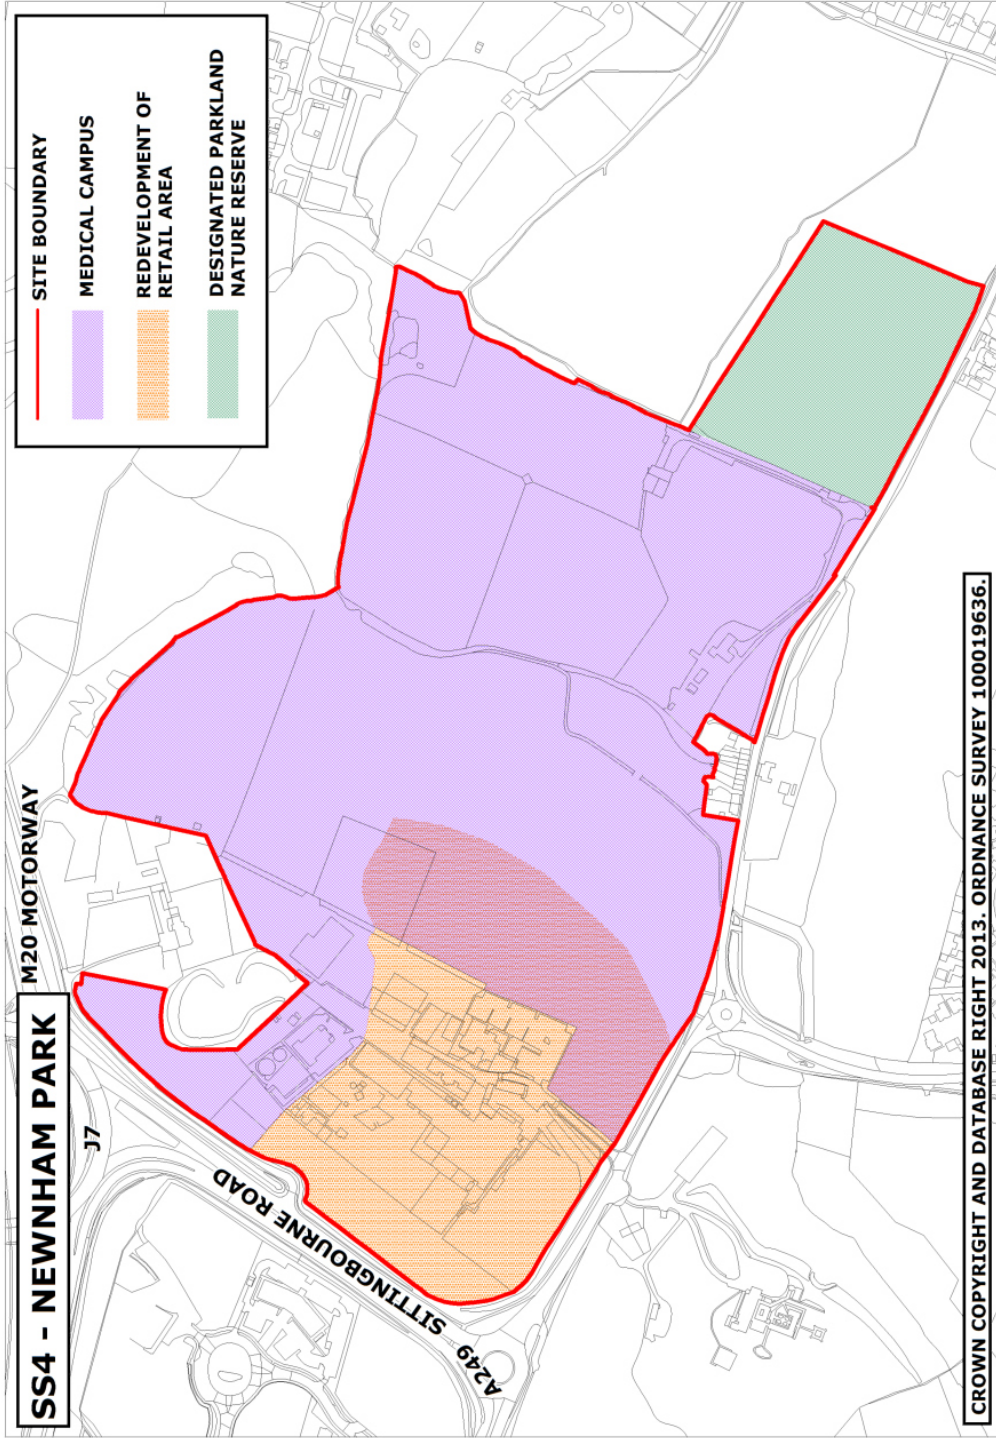 SS4 - NEWNHAM PARK
M20 MOTORWAY
J7
SITE BOUNDARY
MEDICAL CAMPUS
REDEVELOPMENT OF
RETAIL AREA
DESIGNATED PARKLAND
NATURE RESERVE
A249 SITTINGBOURNE ROAD
CROWN COPYRIGHT AND DATABASE RIGHT 2013. ORDNANCE SURVEY 100019636.